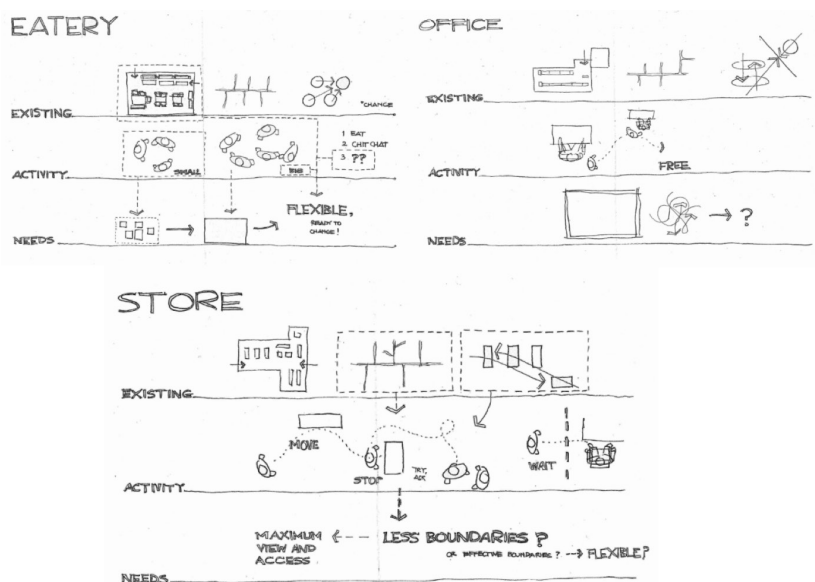 EATERY
*CHANGE
EXISTING
1 EAT
2 CHIT CHAT
3 ??
SMALL
BIG
ACTIVITY
FLEXIBLE,
READY TO
CHANGE!
NEEDS
OFFICE
EXISTING
FREE
ACTIVITY
?
NEEDS
STORE
EXISTING
MOVE
STOP
TRY,
ASK
WAIT
ACTIVITY
MAXIMUM
VIEW AND
ACCESS
LESS BOUNDARIES?
OR EFFECTIVE BOUNDARIES? FLEXIBLE?
NEEDS